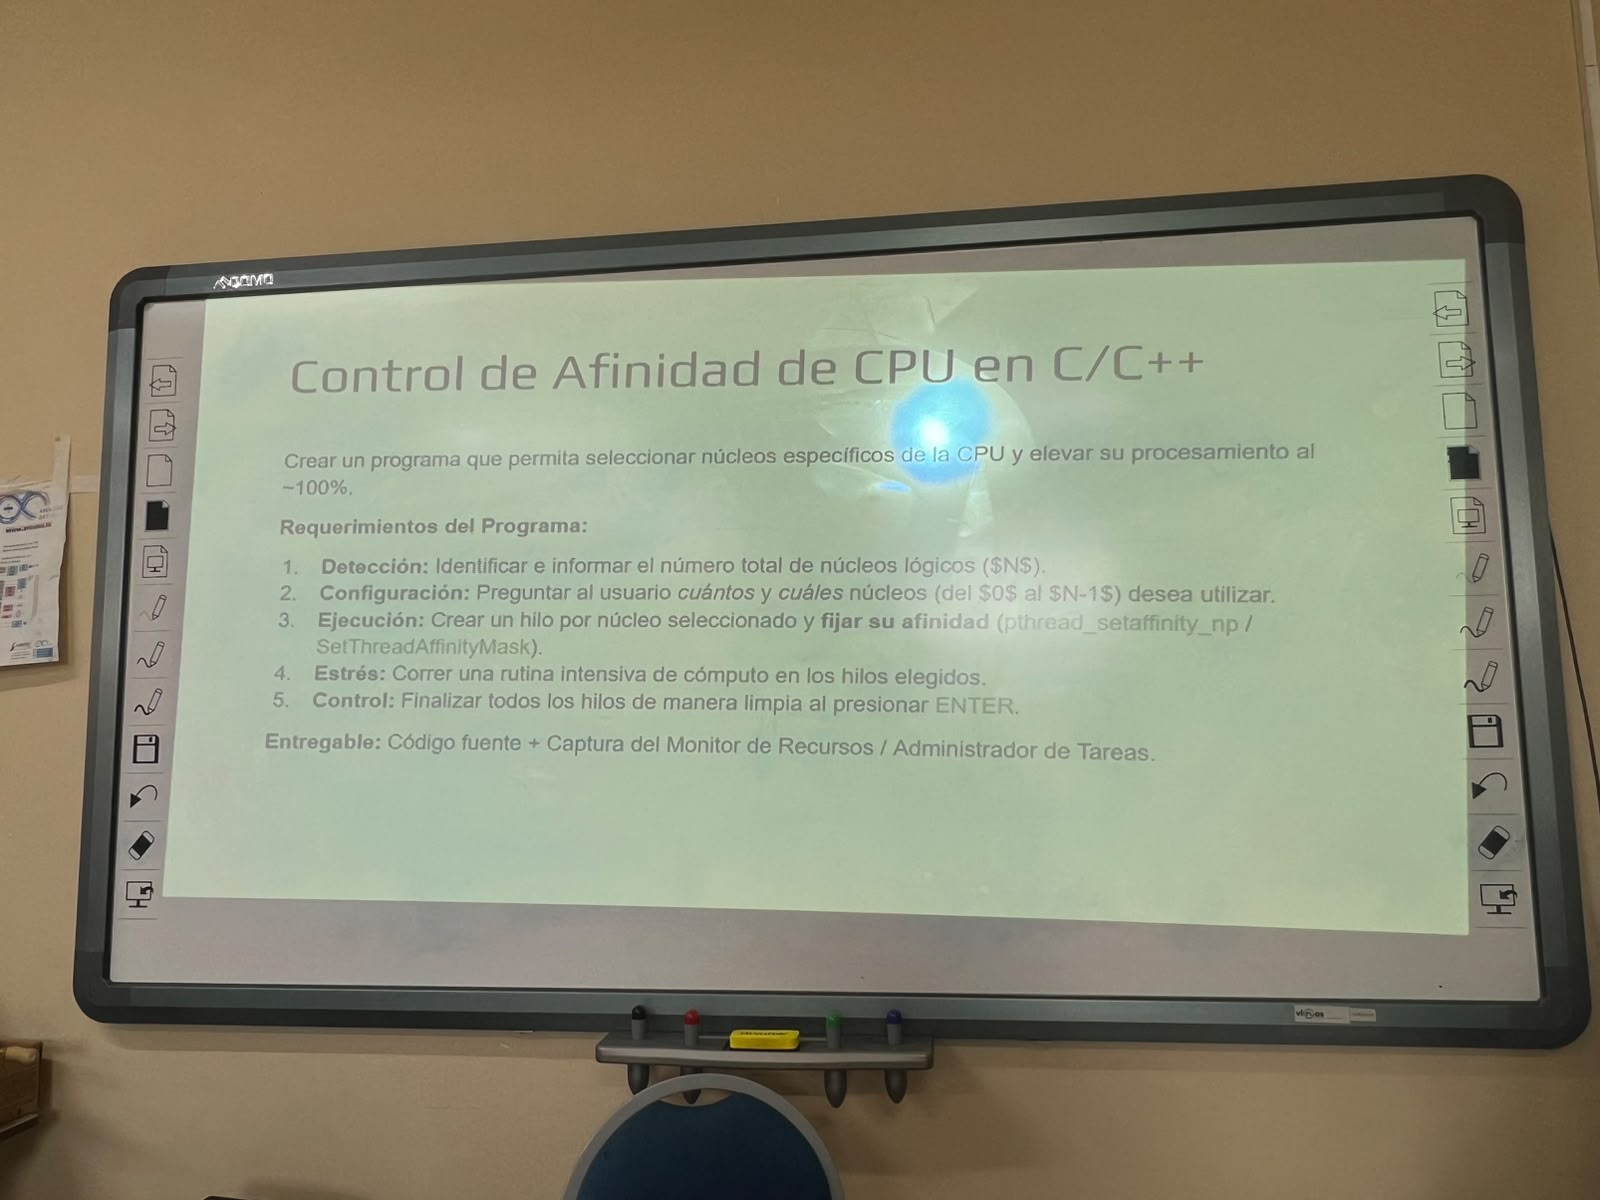 Control de Afinidad de CPU en C/C++
Crear un programa que permita seleccionar núcleos específicos de la CPU y elevar su procesamiento al
~100%.
Requerimientos del Programa:
1. Detección: Identificar e informar el número total de núcleos lógicos ($N$).
2. Configuración: Preguntar al usuario cuántos y cuáles núcleos (del $0$ al $N-1$) desea utilizar.
3. Ejecución: Crear un hilo por núcleo seleccionado y fijar su afinidad (pthread_setaffinity_np /
SetThreadAffinityMask).
4. Estrés: Correr una rutina intensiva de cómputo en los hilos elegidos.
5. Control: Finalizar todos los hilos de manera limpia al presionar ENTER.
Entregable: Código fuente + Captura del Monitor de Recursos / Administrador de Tareas.